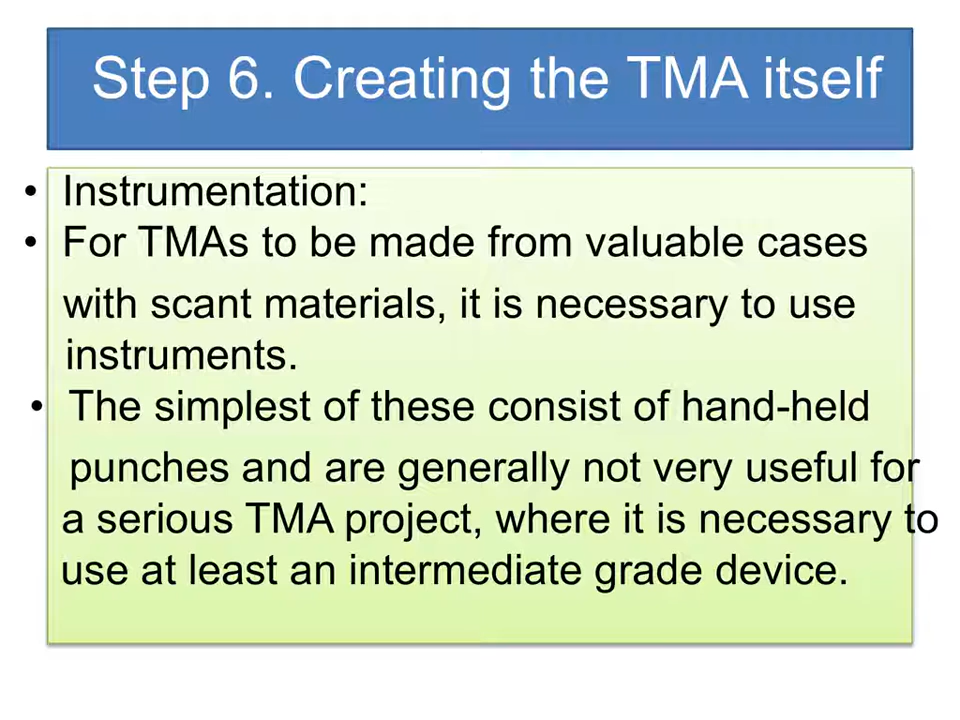 Step 6. Creating the TMA itself
• Instrumentation:
• For TMAs to be made from valuable cases
with scant materials, it is necessary to use
instruments.
• The simplest of these consist of hand-held
punches and are generally not very useful for
a serious TMA project, where it is necessary to
use at least an intermediate grade device.